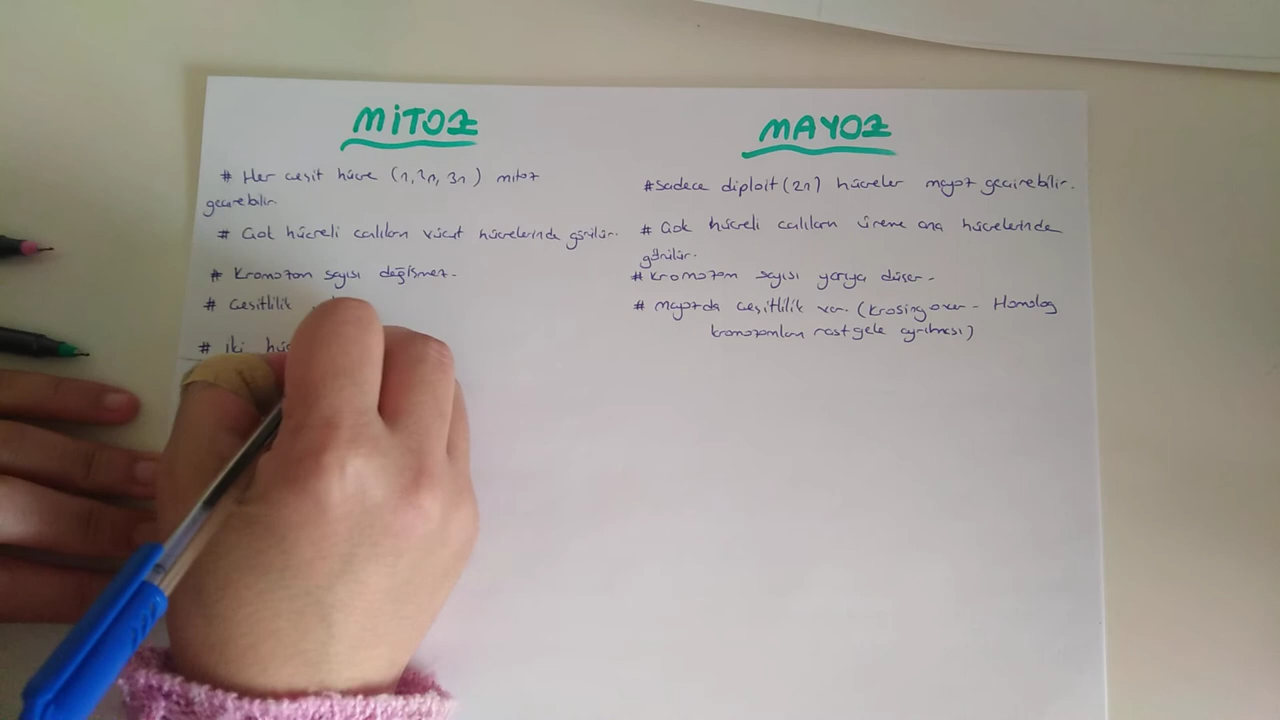 MİTOZ
# Her çeşit hücre (n, 2n, 3n) mitoz
geçirebilir.
# Çok hücreli canlıların vücut hücrelerinde görülür.
# Kromozom sayısı değişmez.
# Çeşitlilik
# İki
MAYOZ
# Sadece diploit (2n) hücreler mayoz geçirebilir.
# Çok hücreli canlıların üreme ana hücrelerinde
görülür.
# Kromozom sayısı yarıya düşer.
# Mayozda çeşitlilik var. (Krosing over - Homolog
kromozomların rastgele ayrılması)